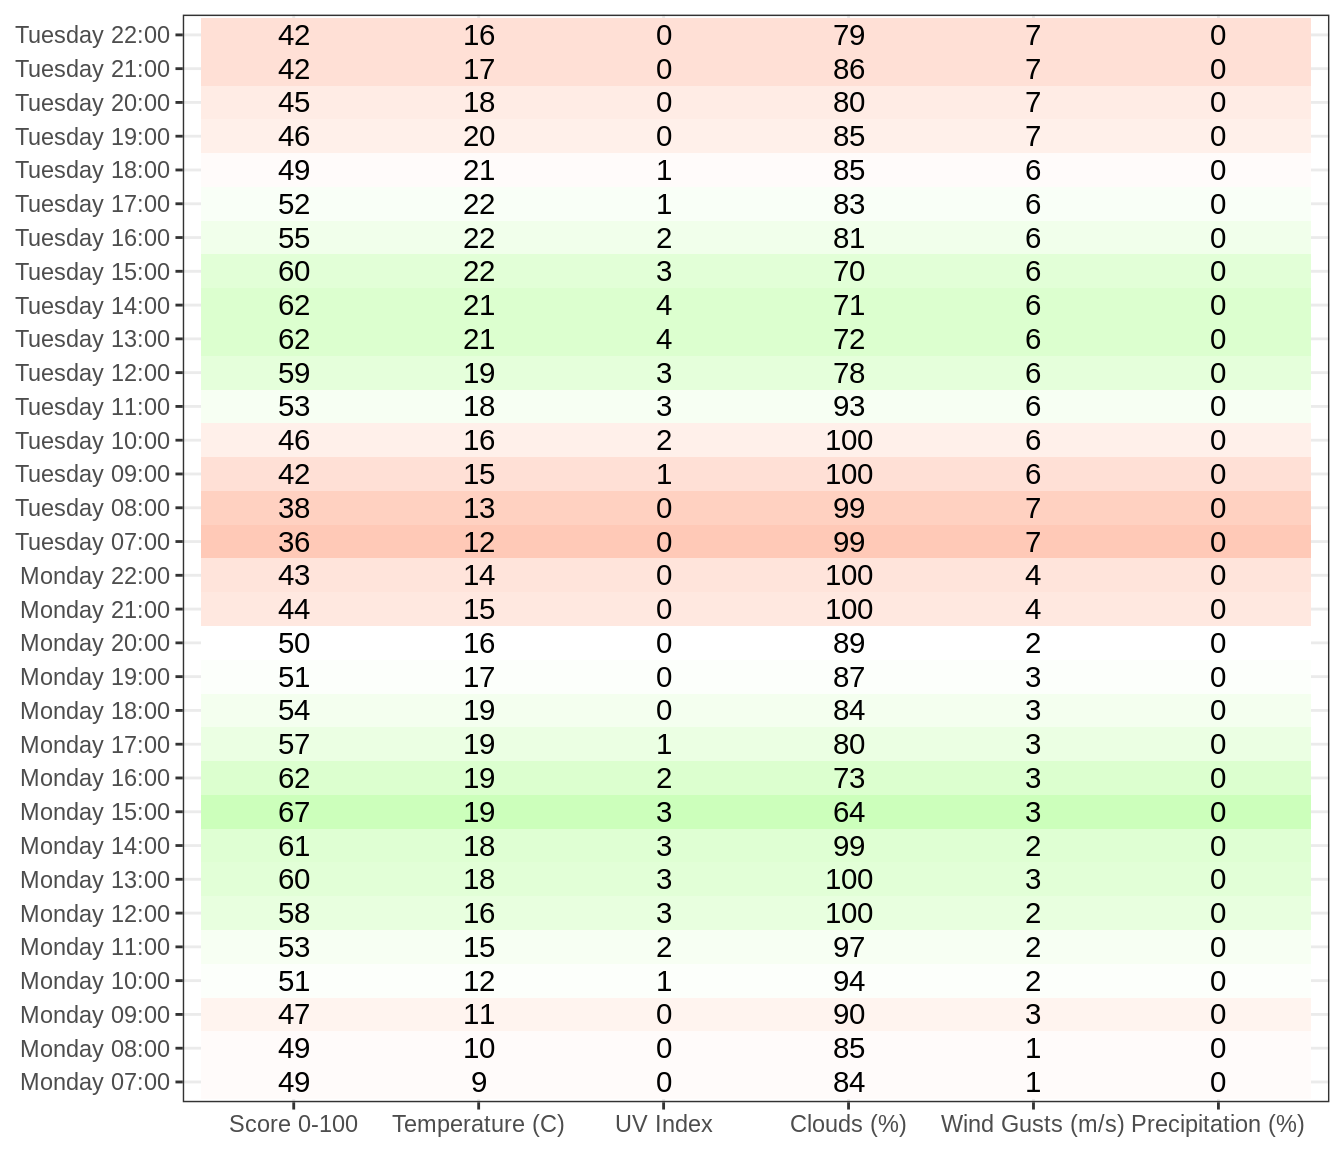 Tuesday 22:00 42 16 0 79 7 0
Tuesday 21:00 42 17 0 86 7 0
Tuesday 20:00 45 18 0 80 7 0
Tuesday 19:00 46 20 0 85 7 0
Tuesday 18:00 49 21 1 85 6 0
Tuesday 17:00 52 22 1 83 6 0
Tuesday 16:00 55 22 2 81 6 0
Tuesday 15:00 60 22 3 70 6 0
Tuesday 14:00 62 21 4 71 6 0
Tuesday 13:00 62 21 4 72 6 0
Tuesday 12:00 59 19 3 78 6 0
Tuesday 11:00 53 18 3 93 6 0
Tuesday 10:00 46 16 2 100 6 0
Tuesday 09:00 42 15 1 100 6 0
Tuesday 08:00 38 13 0 99 7 0
Tuesday 07:00 36 12 0 99 7 0
Monday 22:00 43 14 0 100 4 0
Monday 21:00 44 15 0 100 4 0
Monday 20:00 50 16 0 89 2 0
Monday 19:00 51 17 0 87 3 0
Monday 18:00 54 19 0 84 3 0
Monday 17:00 57 19 1 80 3 0
Monday 16:00 62 19 2 73 3 0
Monday 15:00 67 19 3 64 3 0
Monday 14:00 61 18 3 99 2 0
Monday 13:00 60 18 3 100 3 0
Monday 12:00 58 16 3 100 2 0
Monday 11:00 53 15 2 97 2 0
Monday 10:00 51 12 1 94 2 0
Monday 09:00 47 11 0 90 3 0
Monday 08:00 49 10 0 85 1 0
Monday 07:00 49 9 0 84 1 0
Score 0-100 Temperature (C) UV Index Clouds (%) Wind Gusts (m/s) Precipitation (%)